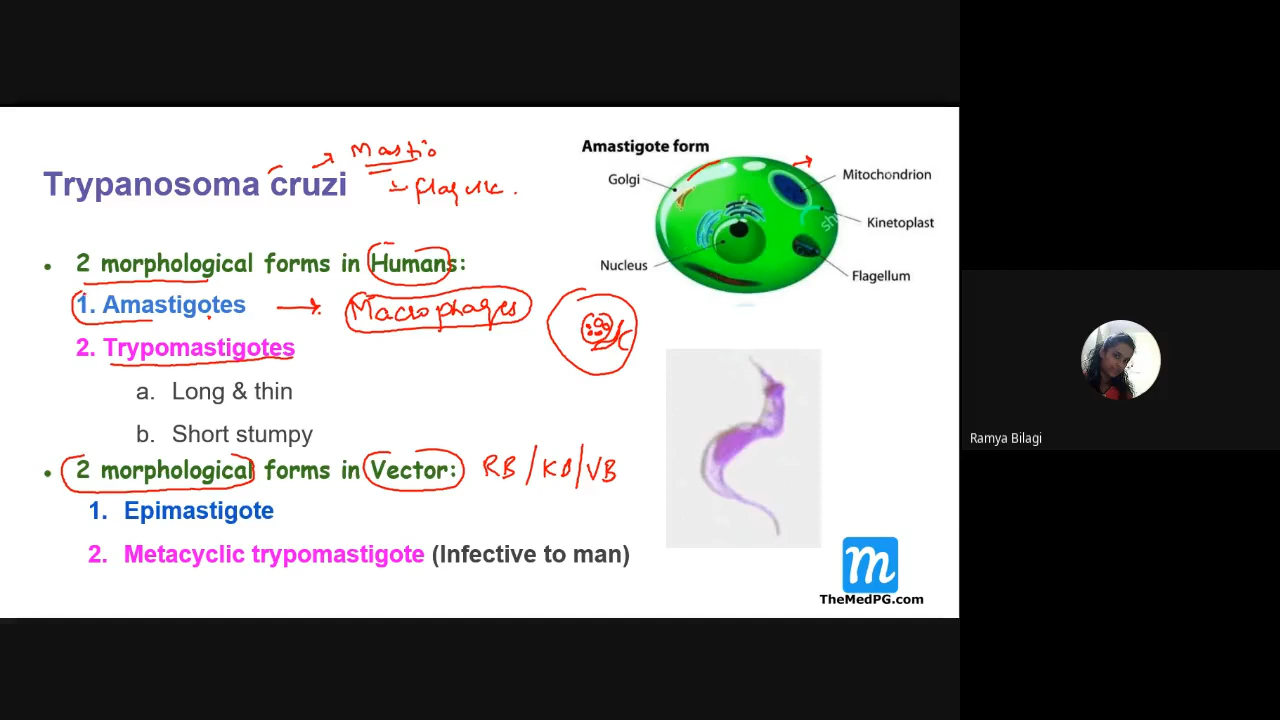 Mastio
Trypanosoma cruzi
2 morphological forms in Humans:
1. Amastigotes
Macrophages
2. Trypomastigotes
a. Long & thin
b. Short stumpy
2 morphological forms in Vector: RB / KB / VB
1. Epimastigote
2. Metacyclic trypomastigote (Infective to man)
Amastigote form
Golgi
Mitochondrion
Kinetoplast
Nucleus
Flagellum
m
TheMedPG.com
Ramya Bilagi